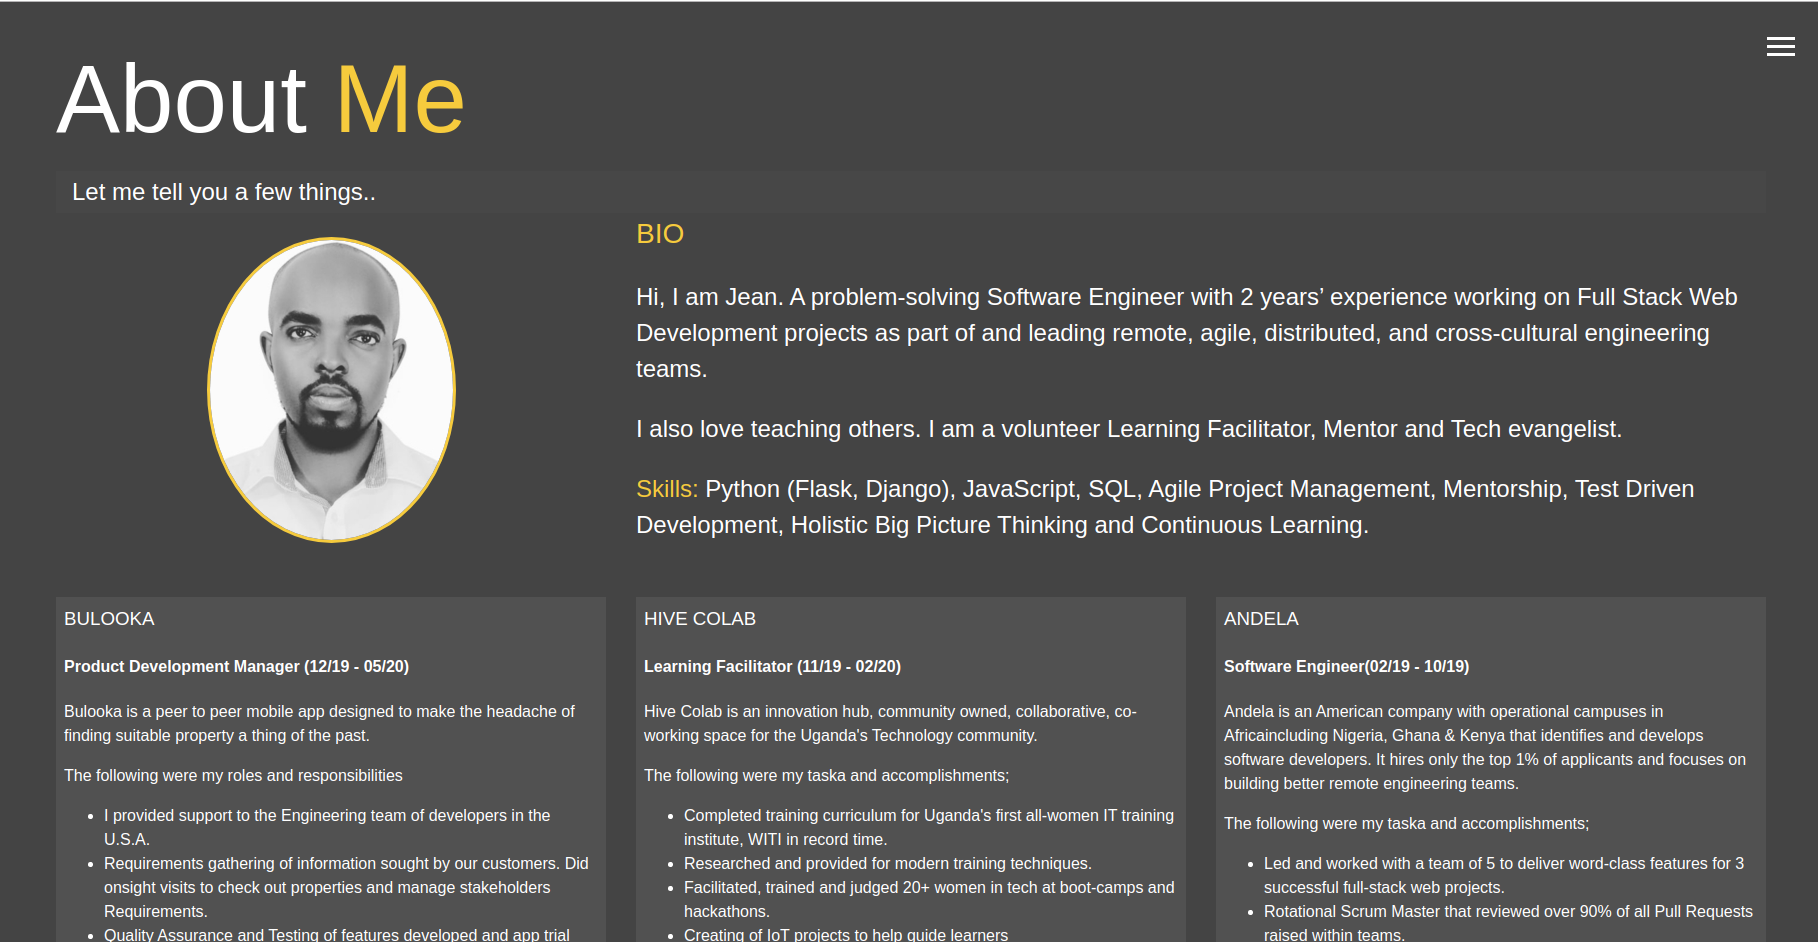 About Me
Let me tell you a few things..
BIO
Hi, I am Jean. A problem-solving Software Engineer with 2 years’ experience working on Full Stack Web
Development projects as part of and leading remote, agile, distributed, and cross-cultural engineering
teams.
I also love teaching others. I am a volunteer Learning Facilitator, Mentor and Tech evangelist.
Skills: Python (Flask, Django), JavaScript, SQL, Agile Project Management, Mentorship, Test Driven
Development, Holistic Big Picture Thinking and Continuous Learning.
BULOOKA
Product Development Manager (12/19 - 05/20)
Bulooka is a peer to peer mobile app designed to make the headache of
finding suitable property a thing of the past.
The following were my roles and responsibilities
• I provided support to the Engineering team of developers in the
U.S.A.
• Requirements gathering of information sought by our customers. Did
onsight visits to check out properties and manage stakeholders
Requirements.
• Quality Assurance and Testing of features developed and app trial
HIVE COLAB
Learning Facilitator (11/19 - 02/20)
Hive Colab is an innovation hub, community owned, collaborative, co-
working space for the Uganda's Technology community.
The following were my taska and accomplishments;
• Completed training curriculum for Uganda's first all-women IT training
institute, WITI in record time.
• Researched and provided for modern training techniques.
• Facilitated, trained and judged 20+ women in tech at boot-camps and
hackathons.
• Creating of IoT projects to help guide learners
ANDELA
Software Engineer(02/19 - 10/19)
Andela is an American company with operational campuses in
Africaincluding Nigeria, Ghana & Kenya that identifies and develops
software developers. It hires only the top 1% of applicants and focuses on
building better remote engineering teams.
The following were my taska and accomplishments;
• Led and worked with a team of 5 to deliver word-class features for 3
successful full-stack web projects.
• Rotational Scrum Master that reviewed over 90% of all Pull Requests
raised within teams.